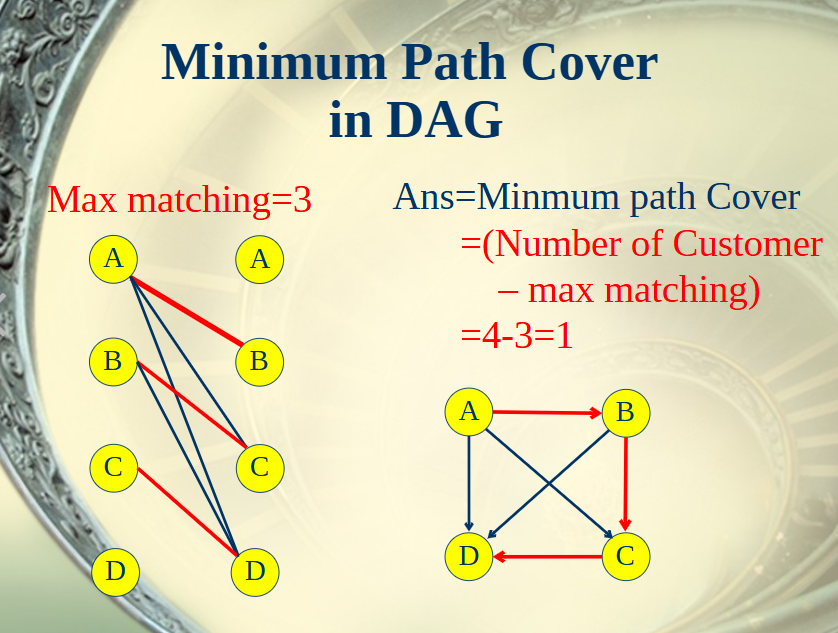 Minimum Path Cover
in DAG
Max matching=3
A A
B B
C C
D D
Ans=Minmum path Cover
=(Number of Customer
– max matching)
=4-3=1
A B
D C